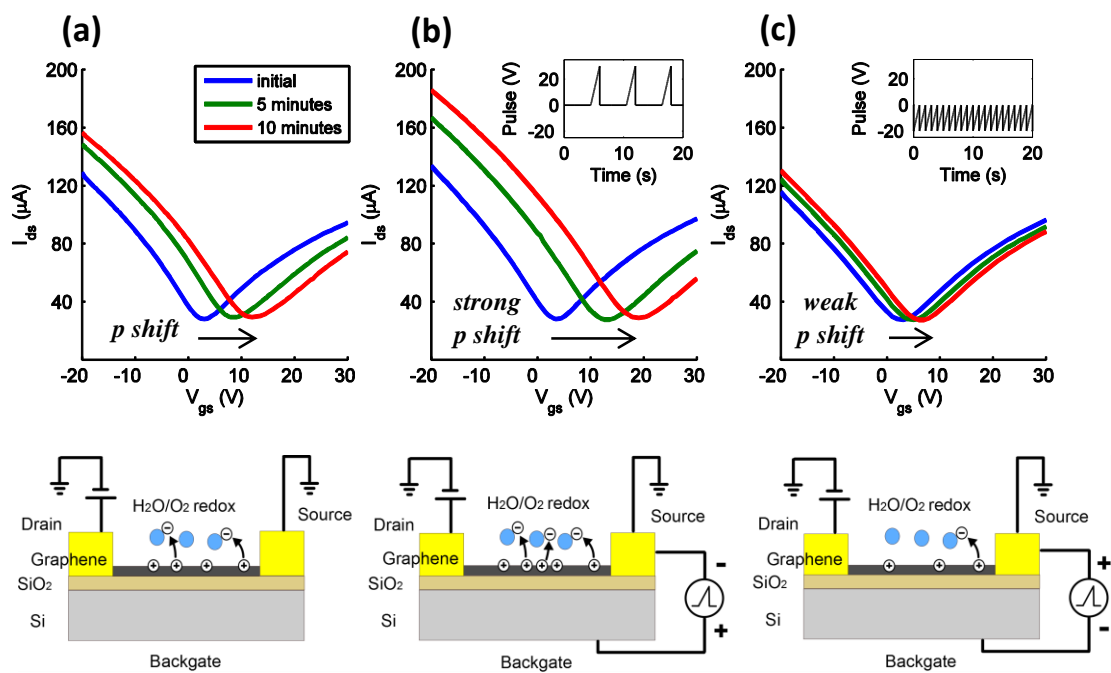 (a)
(b)
(c)
200
160
120
80
40
-20
-10
0
10
20
30
I_ds (µA)
V_gs (V)
initial
5 minutes
10 minutes
p shift
200
160
120
80
40
-20
-10
0
10
20
30
I_ds (µA)
V_gs (V)
Pulse (V)
20
0
-20
0
10
20
Time (s)
strong
p shift
200
160
120
80
40
-20
-10
0
10
20
30
I_ds (µA)
V_gs (V)
Pulse (V)
20
0
-20
0
10
20
Time (s)
weak
p shift
H₂O/O₂ redox
Drain
Source
Graphene
SiO₂
Si
Backgate
− −
+ + + +
H₂O/O₂ redox
Drain
Source
Graphene
SiO₂
Si
Backgate
− − −
+ + + + +
-
+
H₂O/O₂ redox
Drain
Source
Graphene
SiO₂
Si
Backgate
−
+ + +
+
-